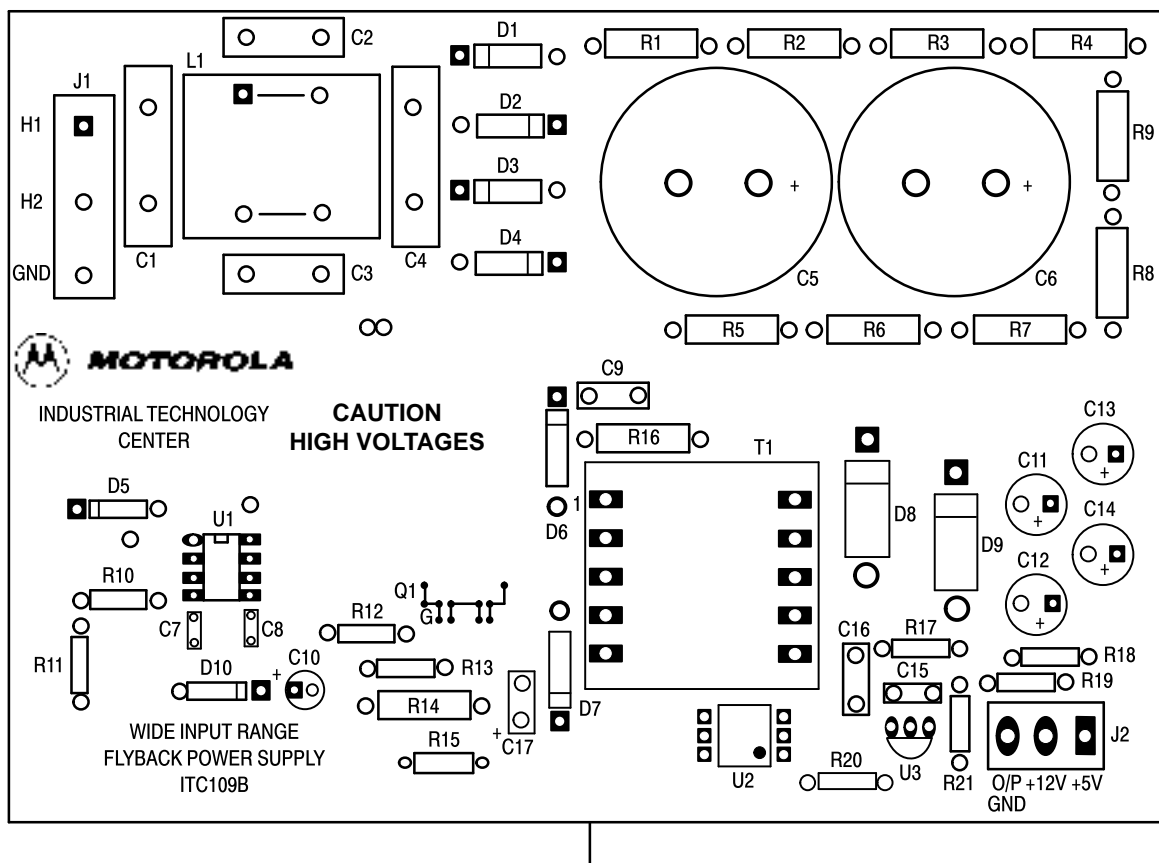 C2
D1
R1
R2
R3
R4
L1
J1
D2
R9
H1
D3
H2
D4
+
+
GND
C1
C3
C4
C5
C6
R8
R5
R6
R7
MOTOROLA
C9
INDUSTRIAL TECHNOLOGY
CENTER
CAUTION
HIGH VOLTAGES
R16
T1
C13
+
C11
D5
U1
1
D6
D8
+
C14
D9
+
R10
C12
Q1
G
R12
+
C7
C8
C16
R17
R11
D10
+
C10
R13
C15
R18
R19
R14
D7
WIDE INPUT RANGE
+
C17
J2
FLYBACK POWER SUPPLY
R15
U2
R20
U3
R21
O/P +12V +5V
GND
ITC109B